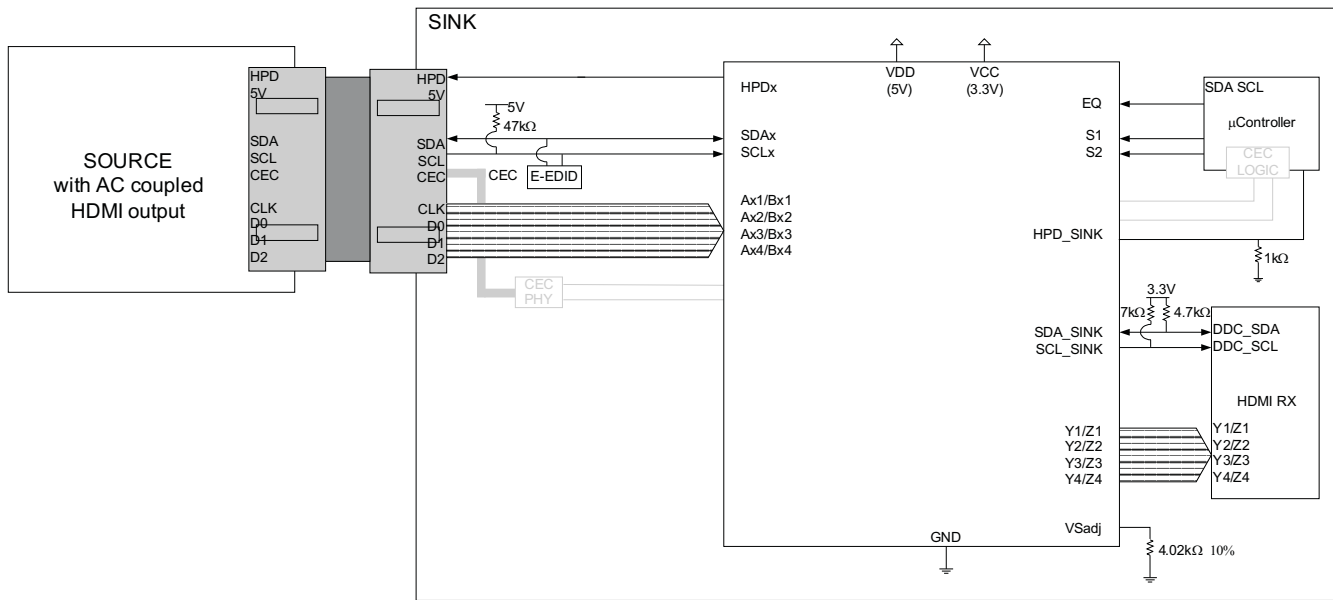 SINK
SOURCE
with AC coupled
HDMI output
HPD
5V
SDA
SCL
CEC
CLK
D0
D1
D2
HPD
5V
SDA
SCL
CEC
CLK
D0
D1
D2
5V
47kΩ
CEC
E-EDID
CEC
PHY
HPDx
SDAx
SCLx
Ax1/Bx1
Ax2/Bx2
Ax3/Bx3
Ax4/Bx4
VDD
(5V)
VCC
(3.3V)
EQ
S1
S2
HPD_SINK
SDA_SINK
SCL_SINK
Y1/Z1
Y2/Z2
Y3/Z3
Y4/Z4
VSadj
GND
SDA SCL
μController
CEC
LOGIC
1kΩ
3.3V
7kΩ
4.7kΩ
DDC_SDA
DDC_SCL
HDMI RX
Y1/Z1
Y2/Z2
Y3/Z3
Y4/Z4
4.02kΩ 10%